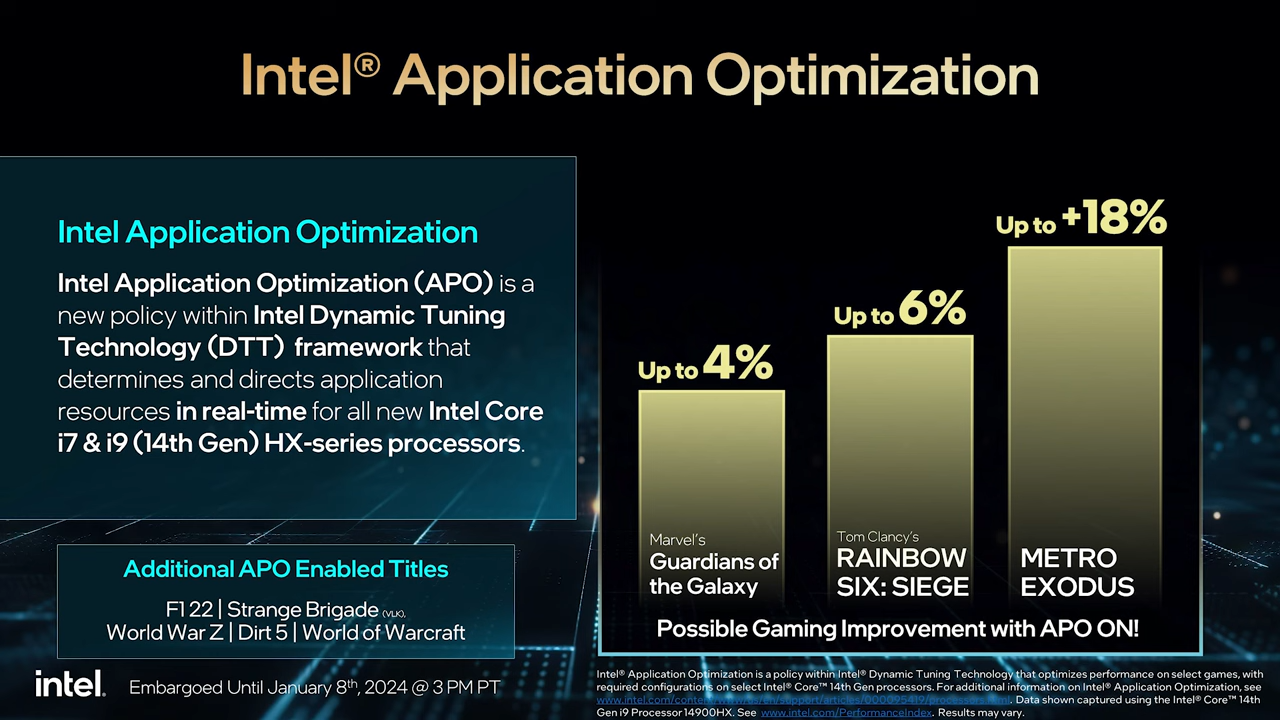 Intel® Application Optimization
Intel Application Optimization
Intel Application Optimization (APO) is a
new policy within Intel Dynamic Tuning
Technology (DTT) framework that
determines and directs application
resources in real-time for all new Intel Core
i7 & i9 (14th Gen) HX-series processors.
Additional APO Enabled Titles
F1 22 | Strange Brigade (VLK),
World War Z | Dirt 5 | World of Warcraft
Up to 4%
Up to 6%
Up to +18%
Marvel's
Guardians of
the Galaxy
Tom Clancy's
RAINBOW
SIX: SIEGE
METRO
EXODUS
Possible Gaming Improvement with APO ON!
intel.
Embargoed Until January 8th, 2024 @ 3 PM PT
Intel® Application Optimization is a policy within Intel® Dynamic Tuning Technology that optimizes performance on select games, with
required configurations on select Intel® Core™ 14th Gen processors. For additional information on Intel® Application Optimization, see
Data shown captured using the Intel® Core™ 14th
Gen i9 Processor 14900HX. See www.intel.com/PerformanceIndex. Results may vary.